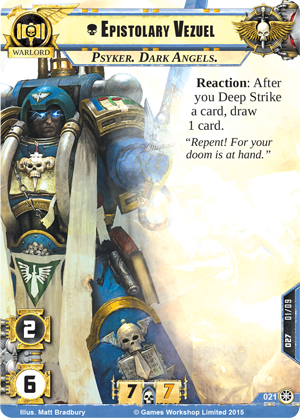 Epistolary Vezuel
WARLORD
Psyker. Dark Angels.
Reaction: After
you Deep Strike
a card, draw
1 card.
“Repent! For your
doom is at hand.”
2
6
7 7
027 01/09
021
Illus. Matt Bradbury
© Games Workshop Limited 2015